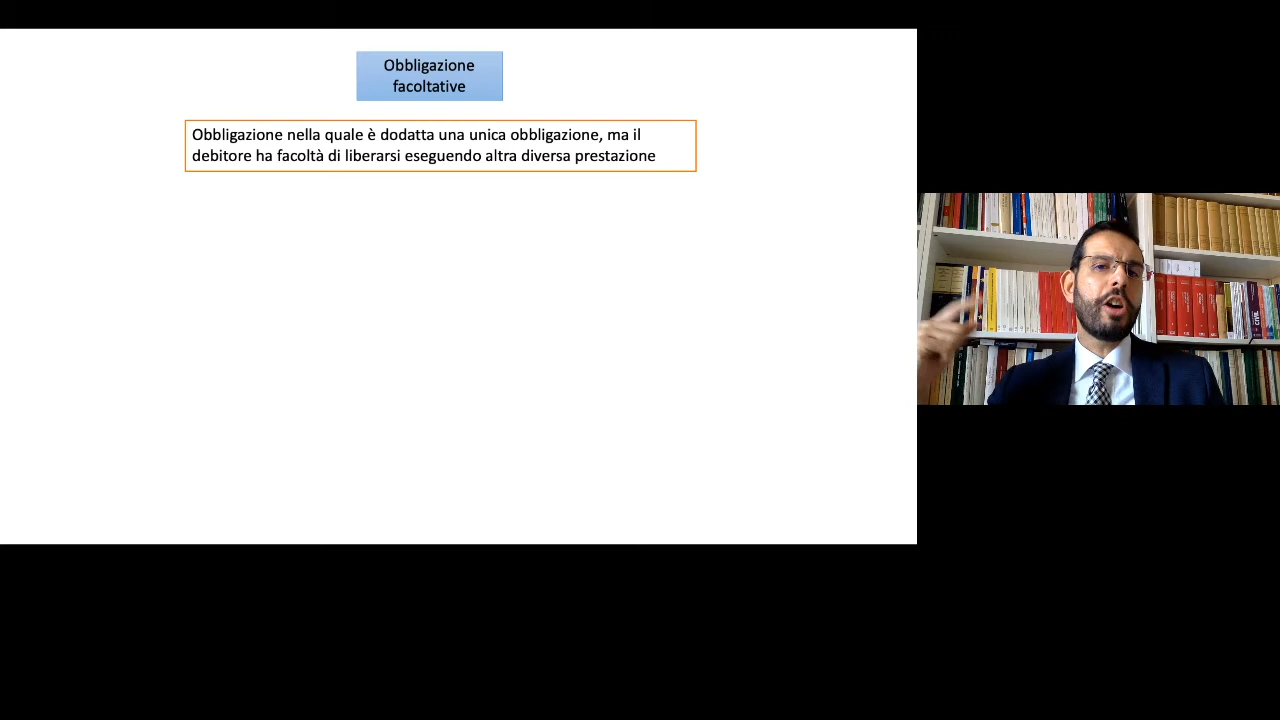 Obbligazione
facoltative
Obbligazione nella quale è dodatta una unica obbligazione, ma il
debitore ha facoltà di liberarsi eseguendo altra diversa prestazione